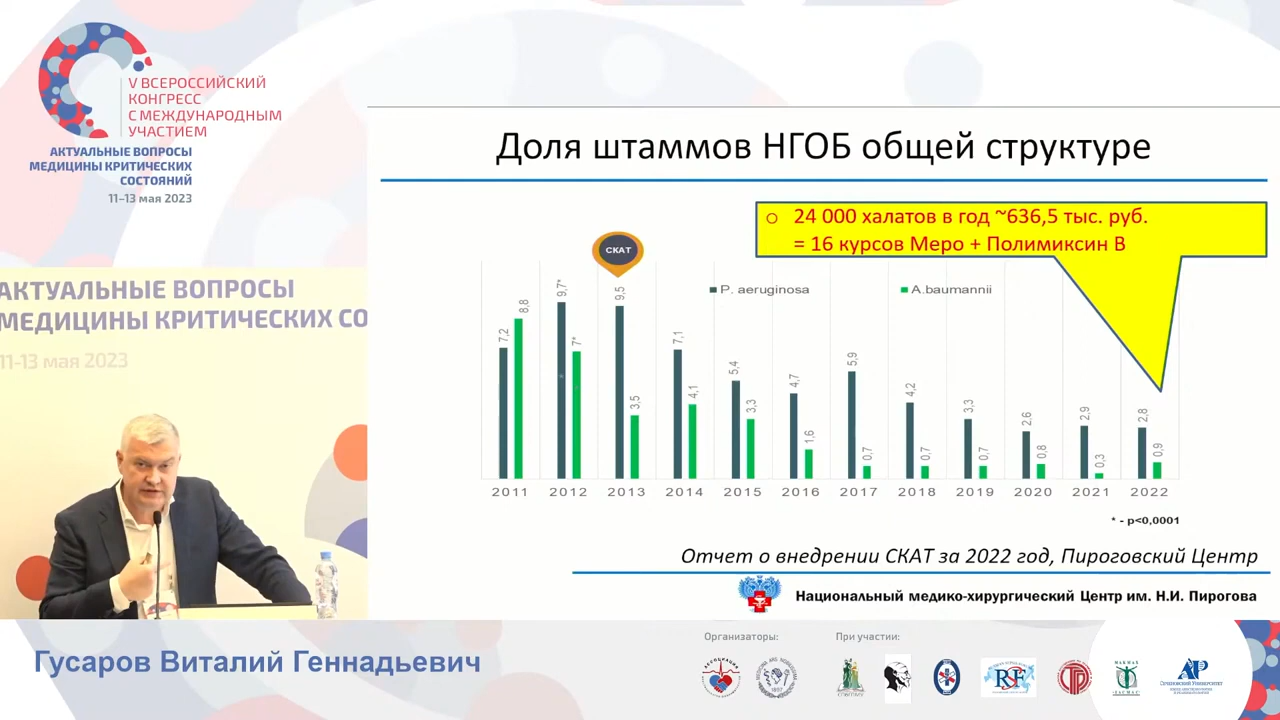 V ВСЕРОССИЙСКИЙ
КОНГРЕСС
С МЕЖДУНАРОДНЫМ
УЧАСТИЕМ
АКТУАЛЬНЫЕ ВОПРОСЫ
МЕДИЦИНЫ КРИТИЧЕСКИХ
СОСТОЯНИЙ
11–13 мая 2023
АКТУАЛЬНЫЕ ВОПРОСЫ
МЕДИЦИНЫ КРИТИЧЕСКИХ СО
11-13 мая 2023
Доля штаммов НГОБ общей структуре
24 000 халатов в год ~636,5 тыс. руб.
= 16 курсов Меро + Полимиксин В
СКАТ
P. aeruginosa
A.baumannii
7,2 8,8 9,7* 7* 9,5 3,5 7,1 4,1 5,4 3,3 4,7 1,6 5,9 0,7 4,2 0,7 3,3 0,7 2,6 0,8 2,9 0,3 2,8 0,9
2011 2012 2013 2014 2015 2016 2017 2018 2019 2020 2021 2022
* - p<0,0001
Отчет о внедрении СКАТ за 2022 год, Пироговский Центр
Национальный медико-хирургический Центр им. Н.И. Пирогова
Гусаров Виталий Геннадьевич
Организаторы:
При участии: